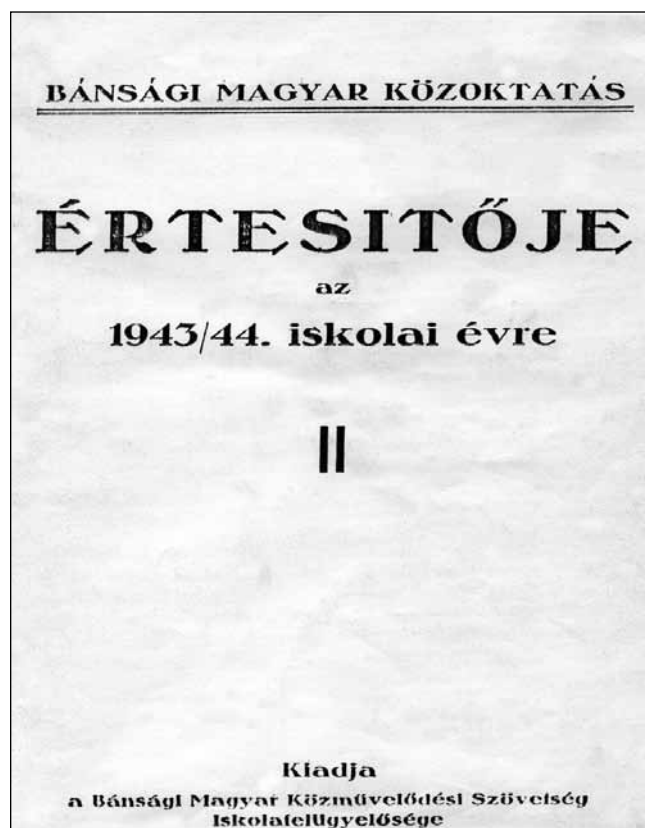 BÁNSÁGI MAGYAR KÖZOKTATÁS
ÉRTESITŐJE
az
1943/44. iskolai évre
II
Kiadja
a Bánsági Magyar Közművelődési Szövetség
Iskolafelügyelősége